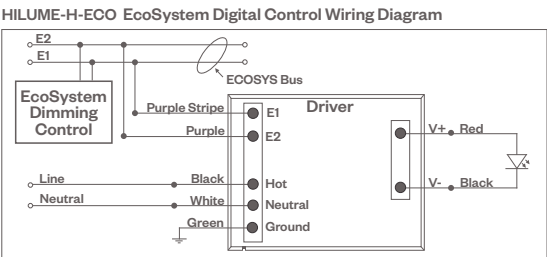 HILUME-H-ECO EcoSystem Digital Control Wiring Diagram
E2
E1
ECOSYS Bus
EcoSystem
Dimming
Control
Driver
Purple Stripe
E1
Purple
E2
V+ Red
Line Black Hot
V- Black
Neutral White Neutral
Green Ground